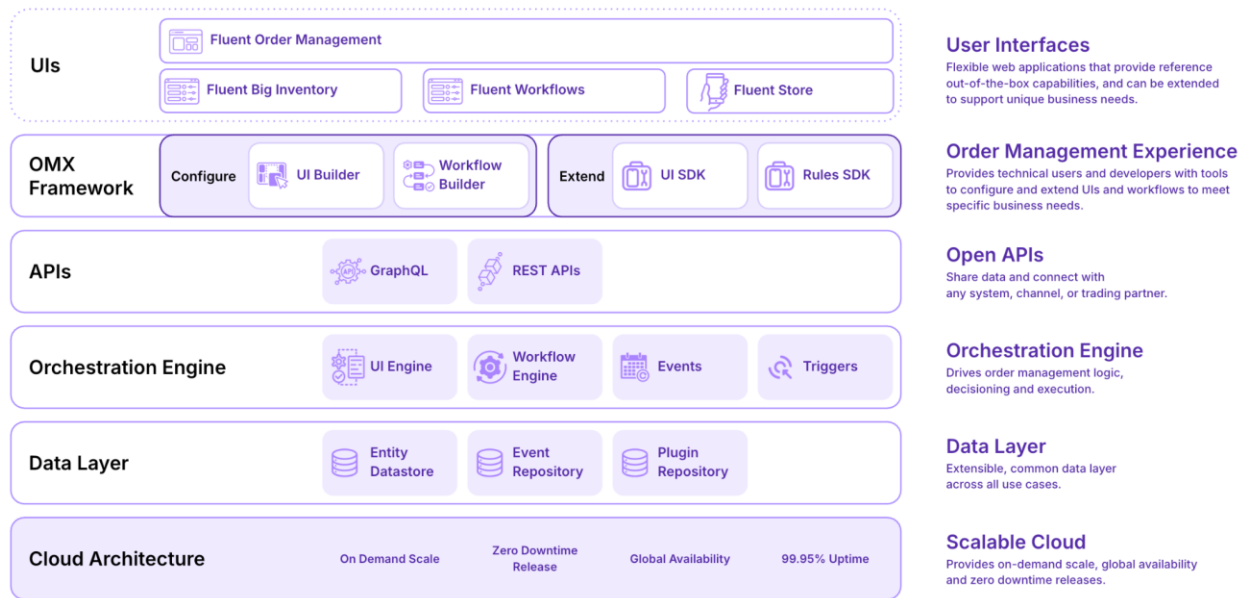 UIs
Fluent Order Management
Fluent Big Inventory
Fluent Workflows
Fluent Store
User Interfaces
Flexible web applications that provide reference
out-of-the-box capabilities, and can be extended
to support unique business needs.
OMX
Framework
Configure
UI Builder
Workflow
Builder
Extend
UI SDK
Rules SDK
Order Management Experience
Provides technical users and developers with tools
to configure and extend UIs and workflows to meet
specific business needs.
APIs
API
GraphQL
REST APIs
Open APIs
Share data and connect with
any system, channel, or trading partner.
Orchestration Engine
UI Engine
Workflow
Engine
Events
Triggers
Orchestration Engine
Drives order management logic,
decisioning and execution.
Data Layer
Entity
Datastore
Event
Repository
Plugin
Repository
Data Layer
Extensible, common data layer
across all use cases.
Cloud Architecture
On Demand Scale
Zero Downtime
Release
Global Availability
99.95% Uptime
Scalable Cloud
Provides on-demand scale, global availability
and zero downtime releases.